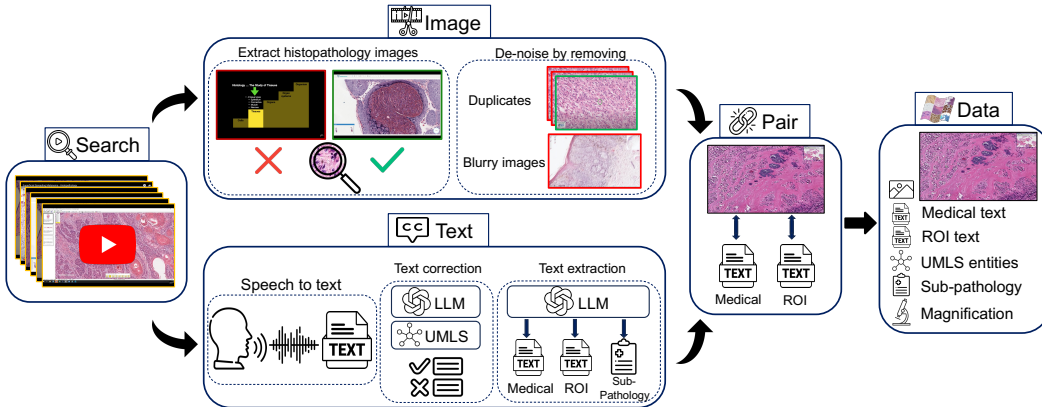 Search
Image
Extract histopathology images
De-noise by removing
Duplicates
Blurry images
CC Text
Speech to text
TEXT
Text correction
LLM
UMLS
Text extraction
LLM
TEXT
TEXT
Medical
ROI
Sub-
Pathology
Pair
TEXT
TEXT
Medical
ROI
Data
TEXT
Medical text
TEXT
ROI text
UMLS entities
Sub-pathology
Magnification